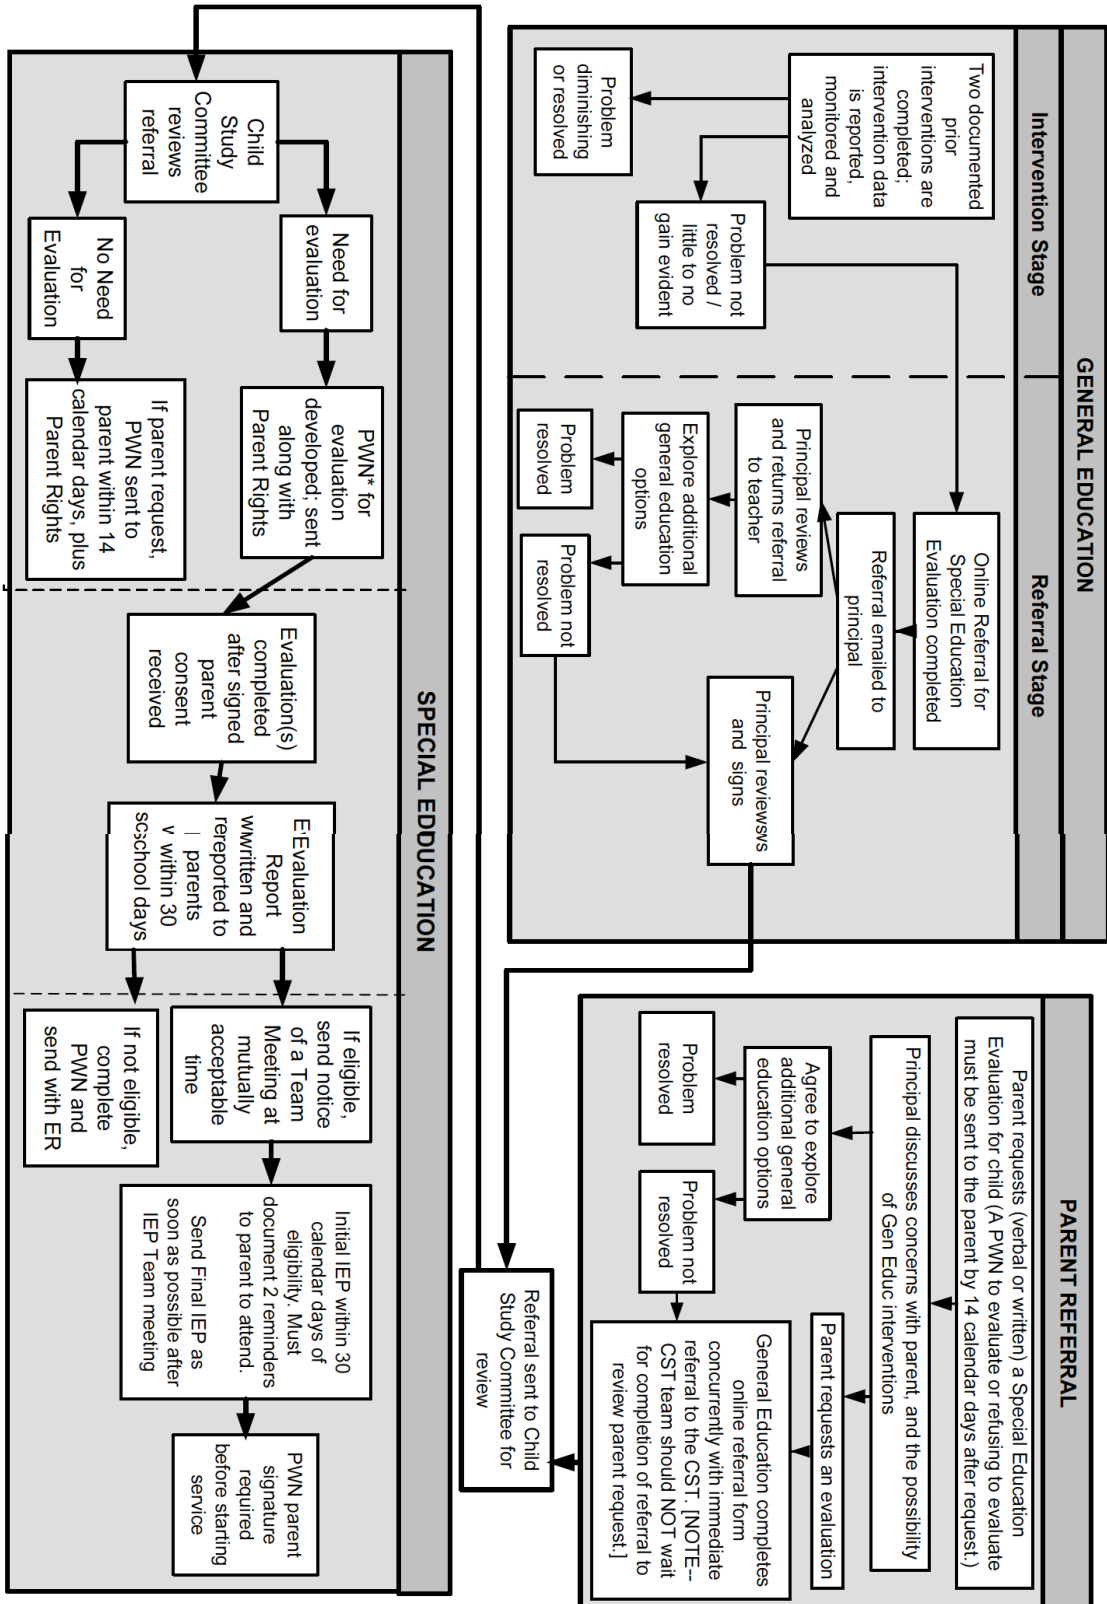 GENERAL EDUCATION
Intervention Stage
Referral Stage
Two documented
prior
interventions are
completed;
intervention data
is reported,
monitored and
analyzed
Problem
diminishing
or resolved
Problem not
resolved /
little to no
gain evident
Online Referral for
Special Education
Evaluation completed
Referral emailed to
principal
Principal reviews
and returns referral
to teacher
Explore additional
general education
options
Problem
resolved
Problem not
resolved
Principal reviewsvs
and signs
PARENT REFERRAL
Parent requests (verbal or written) a Special Education
Evaluation for child (A PWN to evaluate or refusing to evaluate
must be sent to the parent by 14 calendar days after request.)
Principal discusses concerns with parent, and the possibility
of Gen Educ interventions
Agree to explore
additional general
education options
Parent requests an evaluation
Problem
resolved
Problem not
resolved
General Education completes
online referral form
concurrently with immediate
referral to the CST. [NOTE--
CST team should NOT wait
for completion of referral to
review parent request.]
Referral sent to Child
Study Committee for
review
SPECIAL EDUCATION
Child
Study
Committee
reviews
referral
Need for
evaluation
No Need
for
Evaluation
PWN* for
evaluation
developed; sent
along with
Parent Rights
If parent request,
PWN sent to
parent within 14
calendar days, plus
Parent Rights
Evaluation(s)
completed
after signed
parent
consent
received
Evaluation
Report
written and
reported to
parents
within 30
school days
If eligible,
send notice
of a Team
Meeting at
mutually
acceptable
time
If not eligible,
complete
PWN and
send with ER
Initial IEP within 30
calendar days of
eligibility. Must
document 2 reminders
to parent to attend.
Send Final IEP as
soon as possible after
IEP Team meeting
PWN parent
signature
required
before starting
service